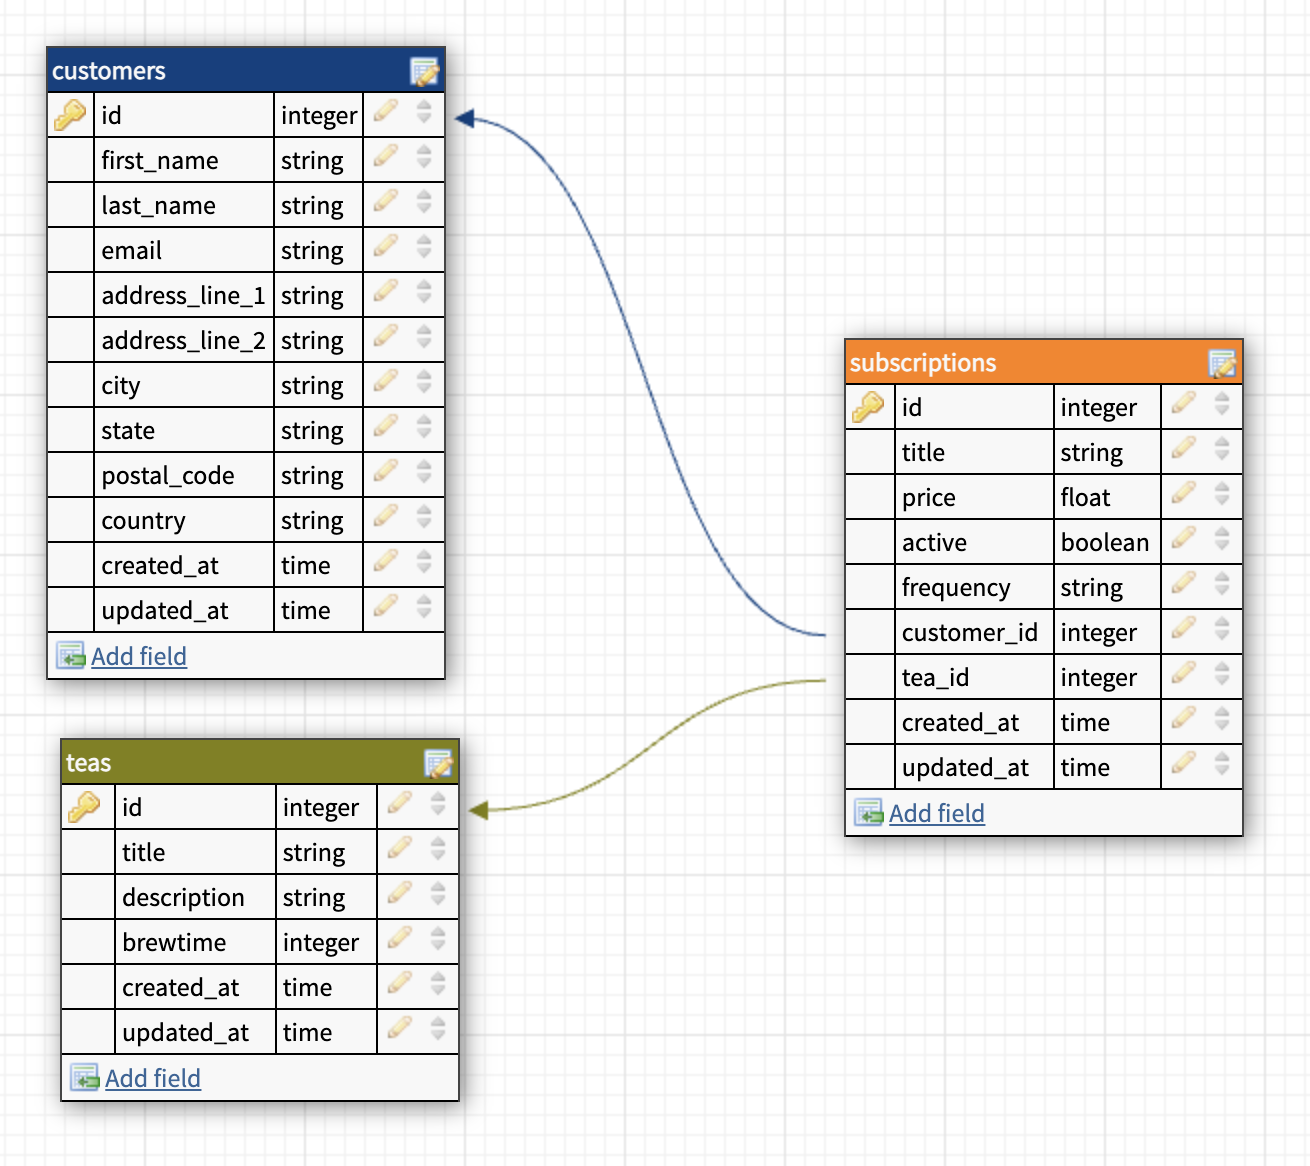 customers
id integer
first_name string
last_name string
email string
address_line_1 string
address_line_2 string
city string
state string
postal_code string
country string
created_at time
updated_at time
Add field
teas
id integer
title string
description string
brewtime integer
created_at time
updated_at time
Add field
subscriptions
id integer
title string
price float
active boolean
frequency string
customer_id integer
tea_id integer
created_at time
updated_at time
Add field